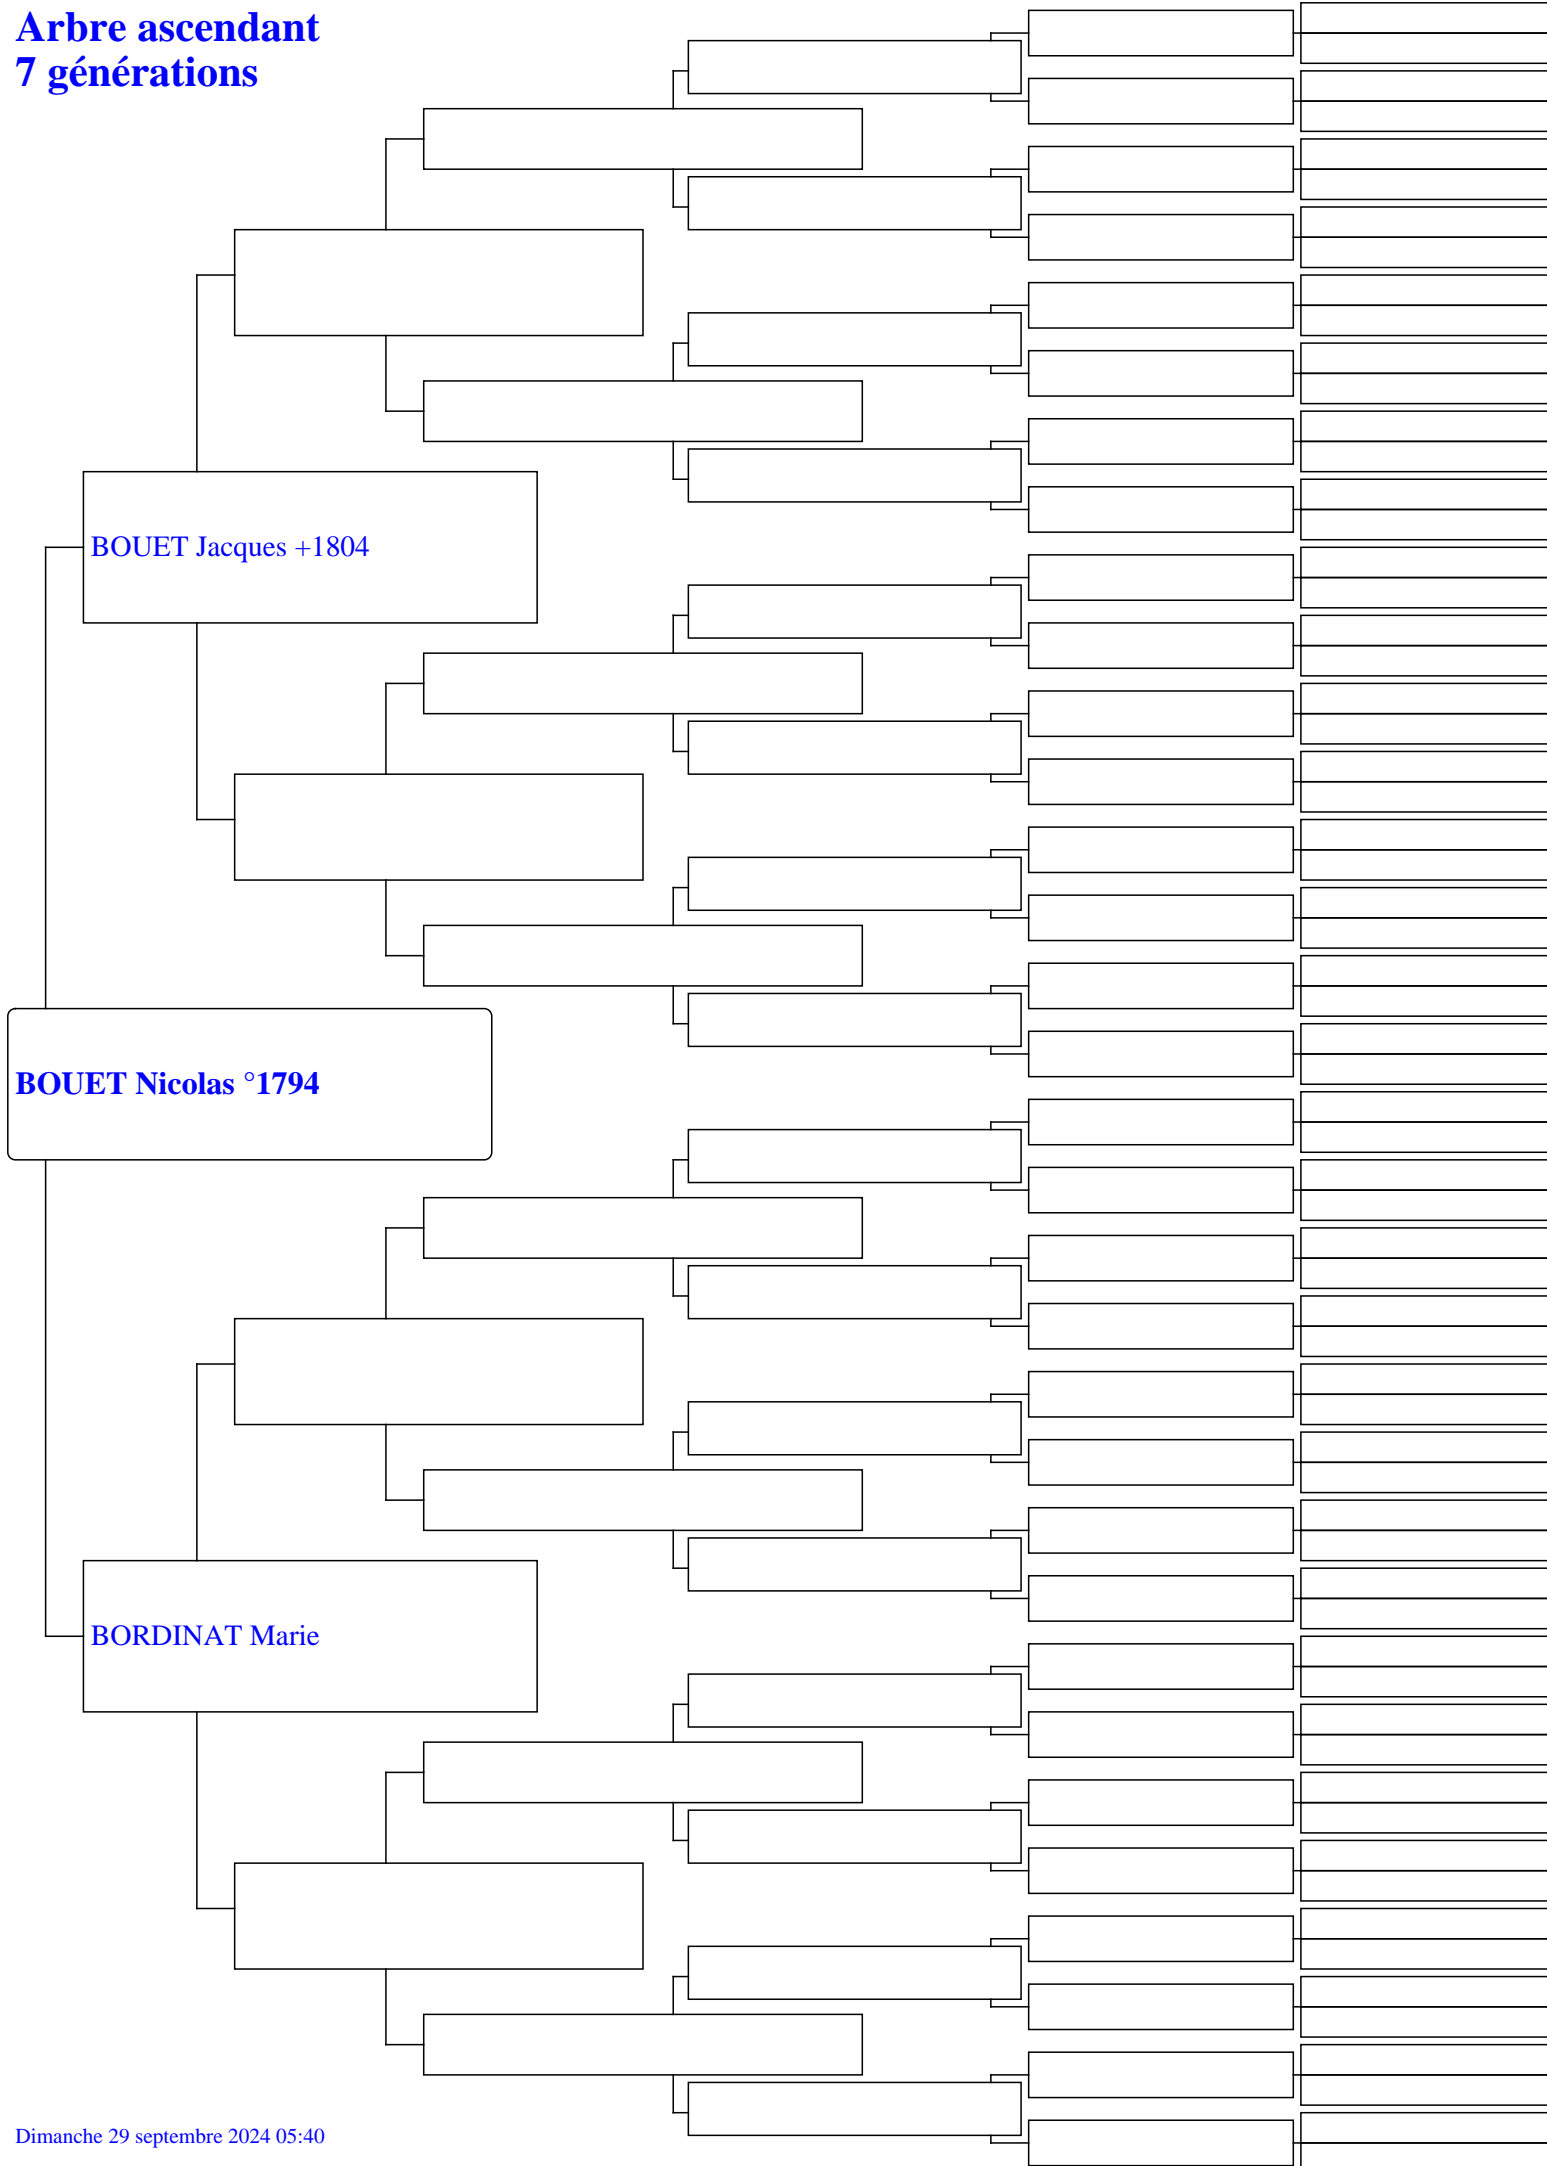 Arbre ascendant
7 générations
BOUET Jacques +1804
BOUET Nicolas °1794
BORDINAT Marie
Dimanche 29 septembre 2024 05:40